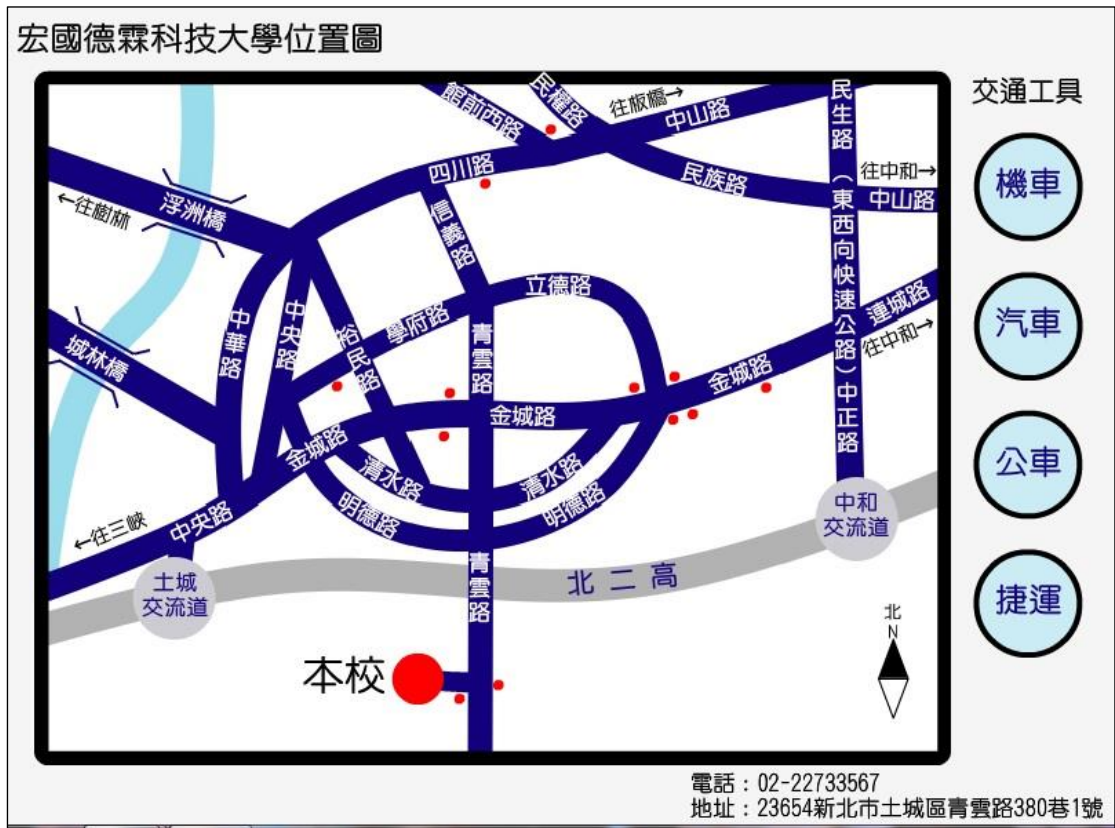 宏國德霖科技大學位置圖
交通工具
機車
汽車
公車
捷運
館前西路
民權路
往板橋→
中山路
民生路（東西向快速公路）中正路
四川路
民族路
往中和→
中山路
浮洲橋
←往樹林
信義路
立德路
連城路
往中和→
中華路
中央路
裕民路
學府路
青雲路
城林橋
金城路
金城路
金城路
清水路
清水路
明德路
明德路
中央路
←往三峽
中和
交流道
土城
交流道
北二高
青雲路
本校
北
N
電話：02-22733567
地址：23654新北市土城區青雲路380巷1號